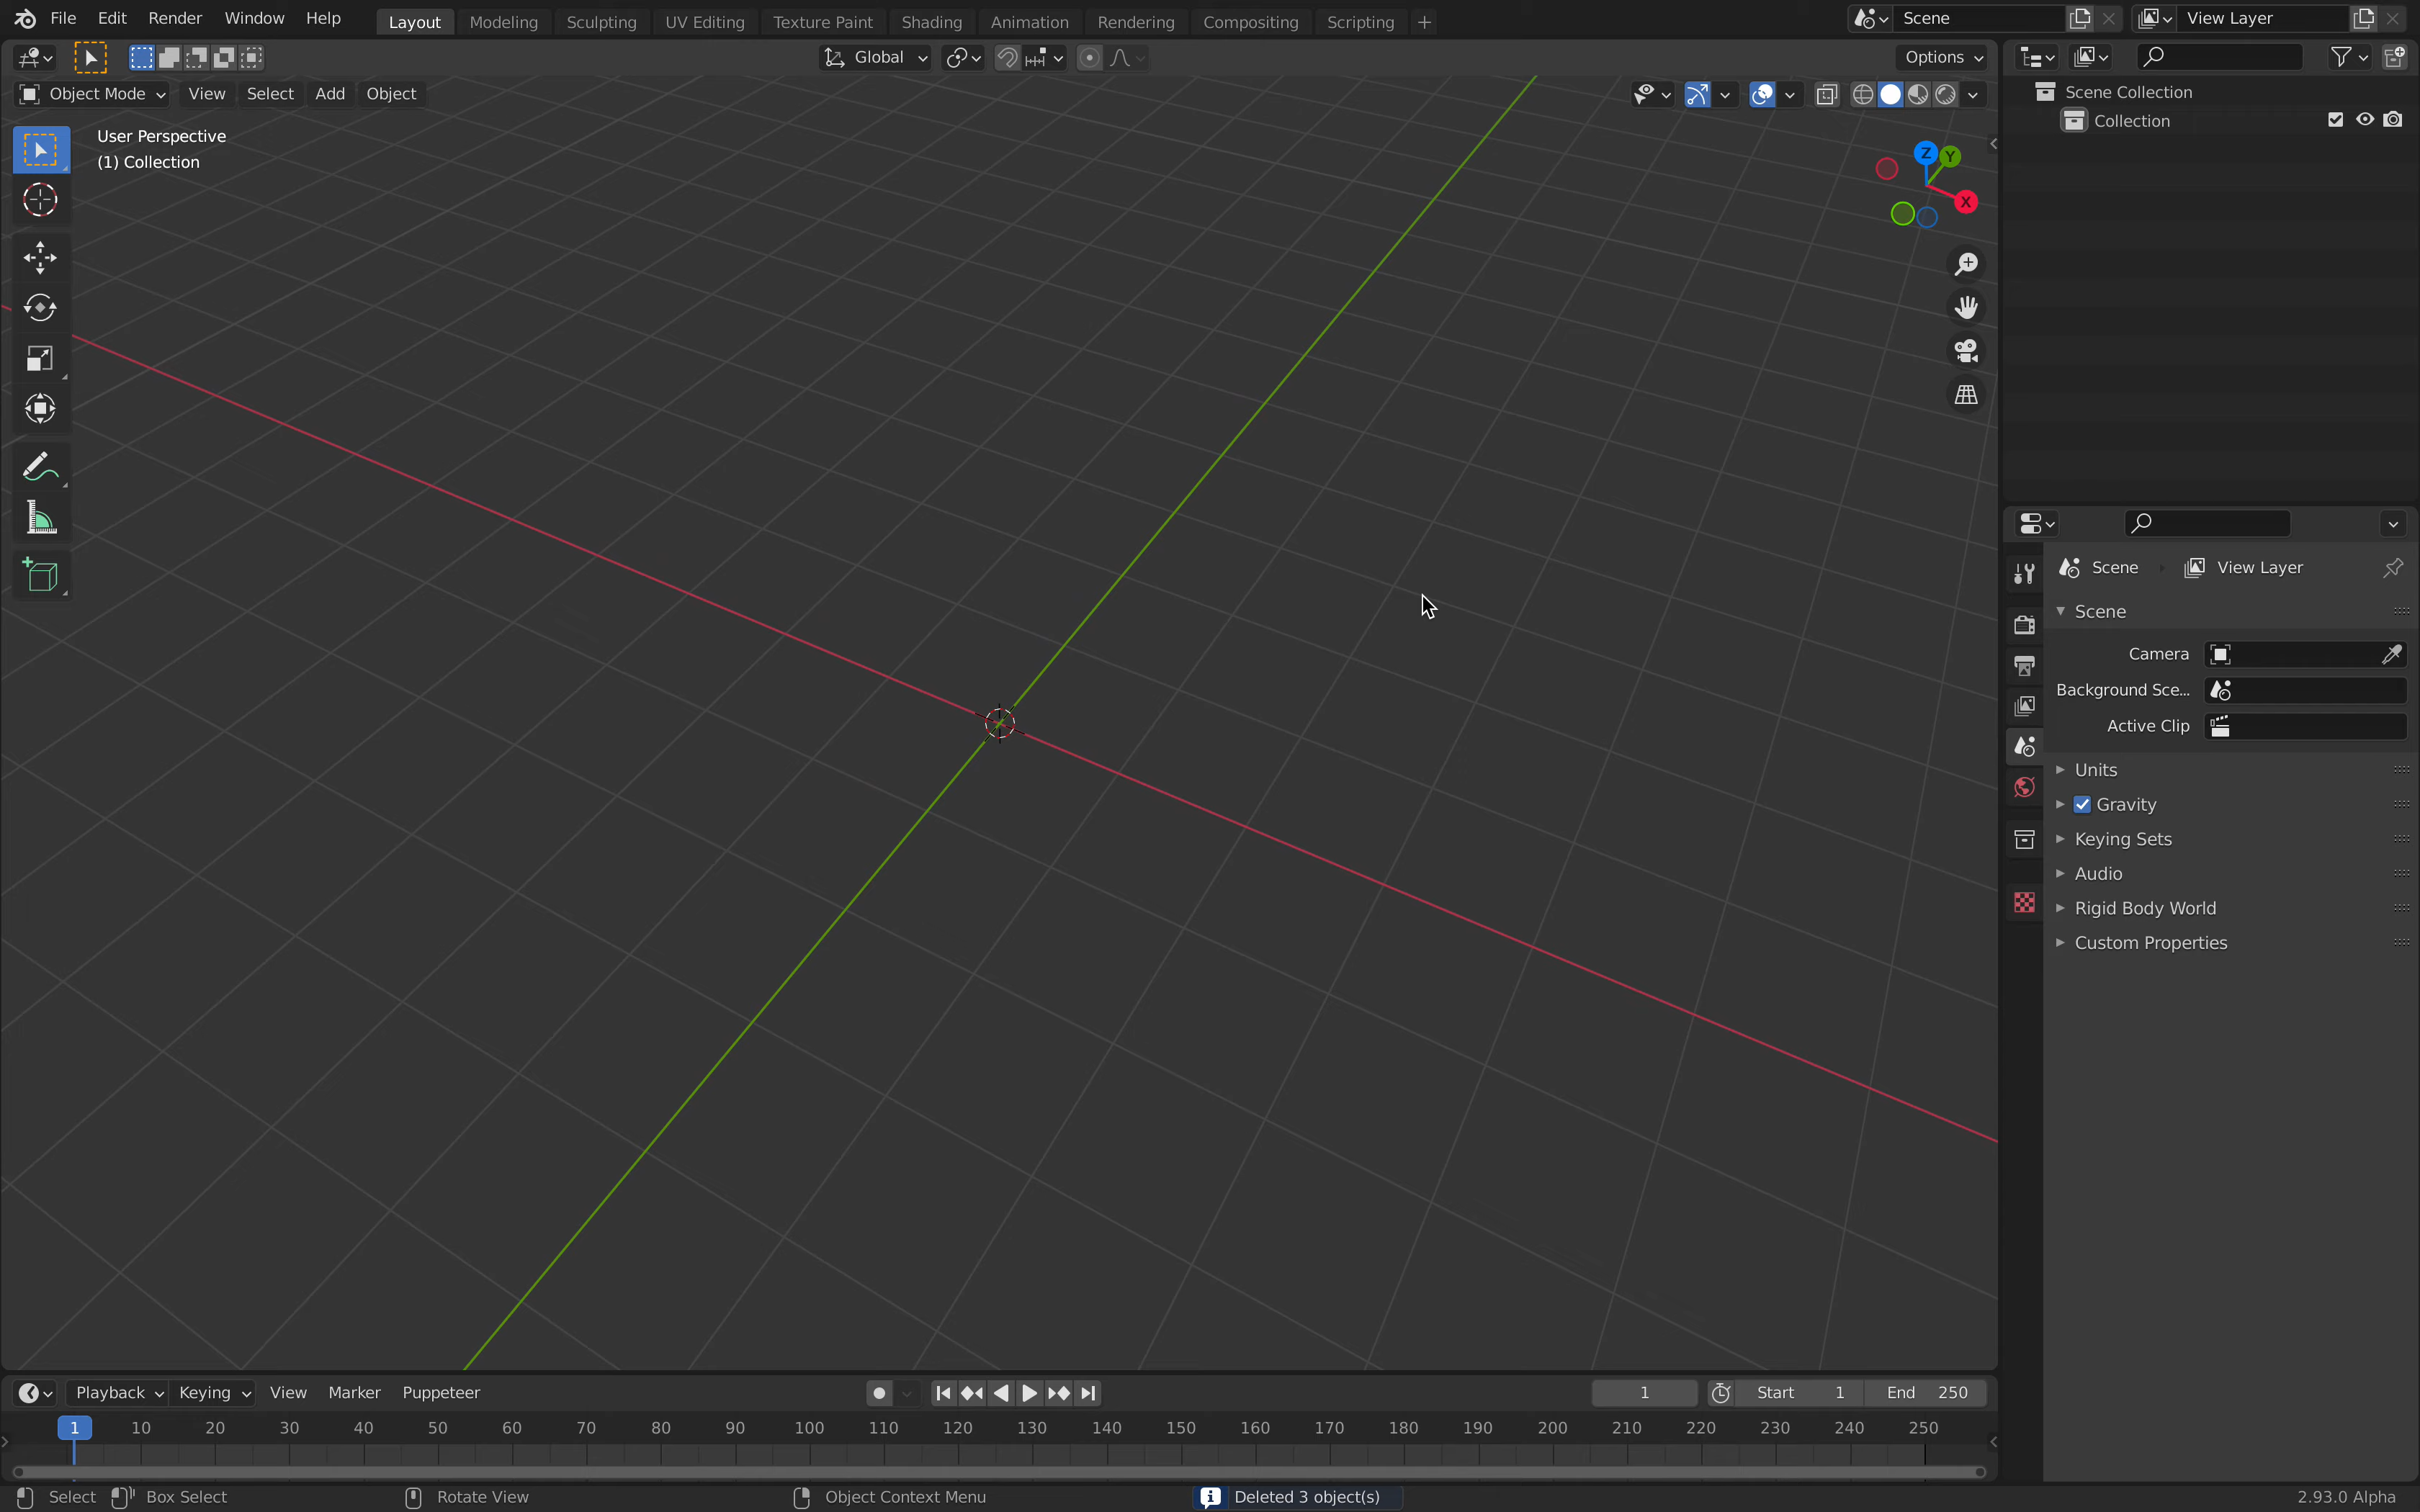 File Edit Render Window Help Layout Modeling Sculpting UV Editing Texture Paint Shading Animation Rendering Compositing Scripting + Scene View Layer
Global Options
Object Mode View Select Add Object
User Perspective
(1) Collection
Z Y X
Scene Collection
Collection
Scene View Layer
Scene
Camera
Background Sce...
Active Clip
Units
Gravity
Keying Sets
Audio
Rigid Body World
Custom Properties
Playback Keying View Marker Puppeteer 1 Start 1 End 250
1 10 20 30 40 50 60 70 80 90 100 110 120 130 140 150 160 170 180 190 200 210 220 230 240 250
Select Box Select Rotate View Object Context Menu Deleted 3 object(s) 2.93.0 Alpha